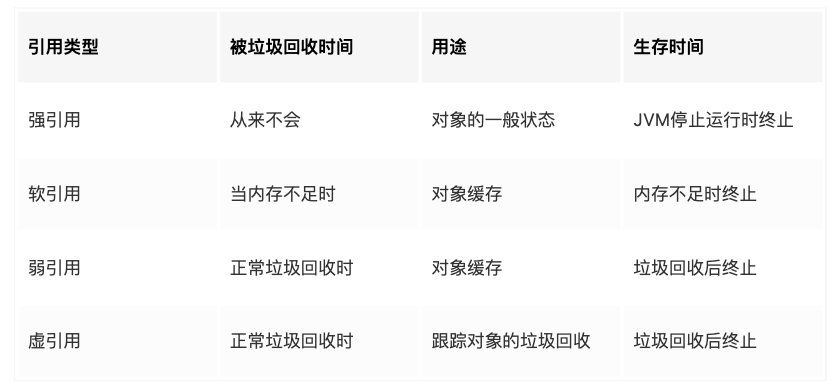 引用类型 被垃圾回收时间 用途 生存时间
强引用 从来不会 对象的一般状态 JVM停止运行时终止
软引用 当内存不足时 对象缓存 内存不足时终止
弱引用 正常垃圾回收时 对象缓存 垃圾回收后终止
虚引用 正常垃圾回收时 跟踪对象的垃圾回收 垃圾回收后终止